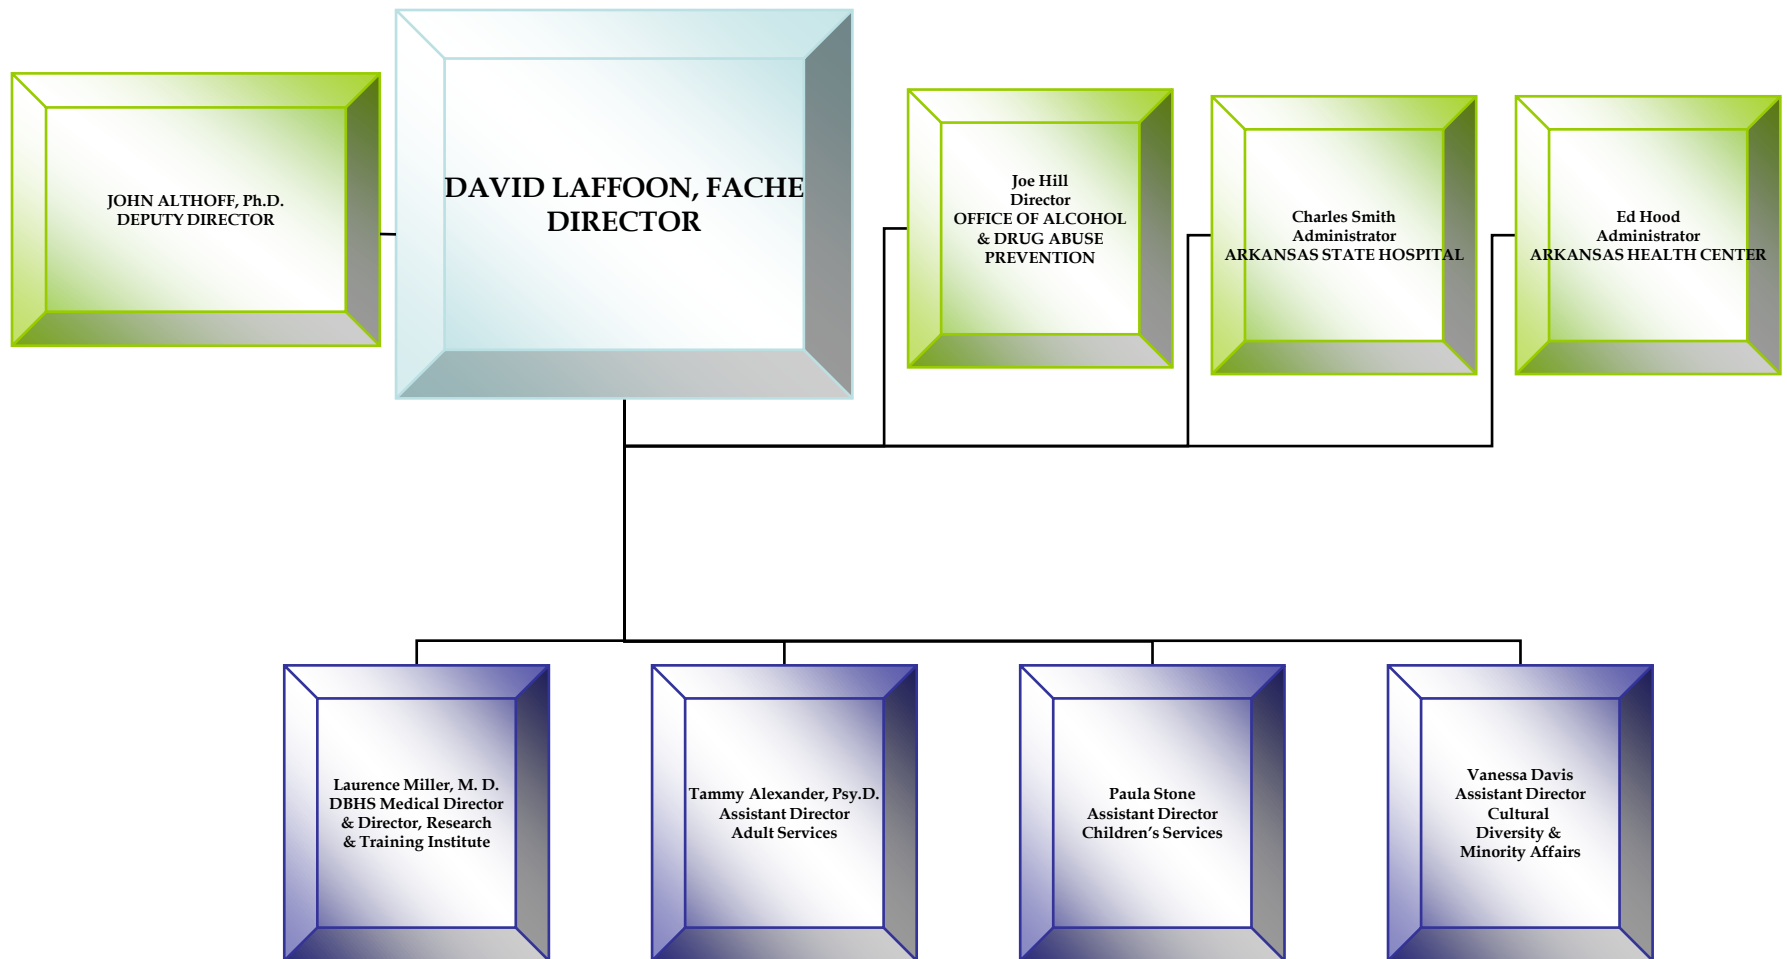 JOHN ALTHOFF, Ph.D.
DEPUTY DIRECTOR
DAVID LAFFOON, FACHE
DIRECTOR
Joe Hill
Director
OFFICE OF ALCOHOL
& DRUG ABUSE
PREVENTION
Charles Smith
Administrator
ARKANSAS STATE HOSPITAL
Ed Hood
Administrator
ARKANSAS HEALTH CENTER
Laurence Miller, M. D.
DBHS Medical Director
& Director, Research
& Training Institute
Tammy Alexander, Psy.D.
Assistant Director
Adult Services
Paula Stone
Assistant Director
Children’s Services
Vanessa Davis
Assistant Director
Cultural
Diversity &
Minority Affairs